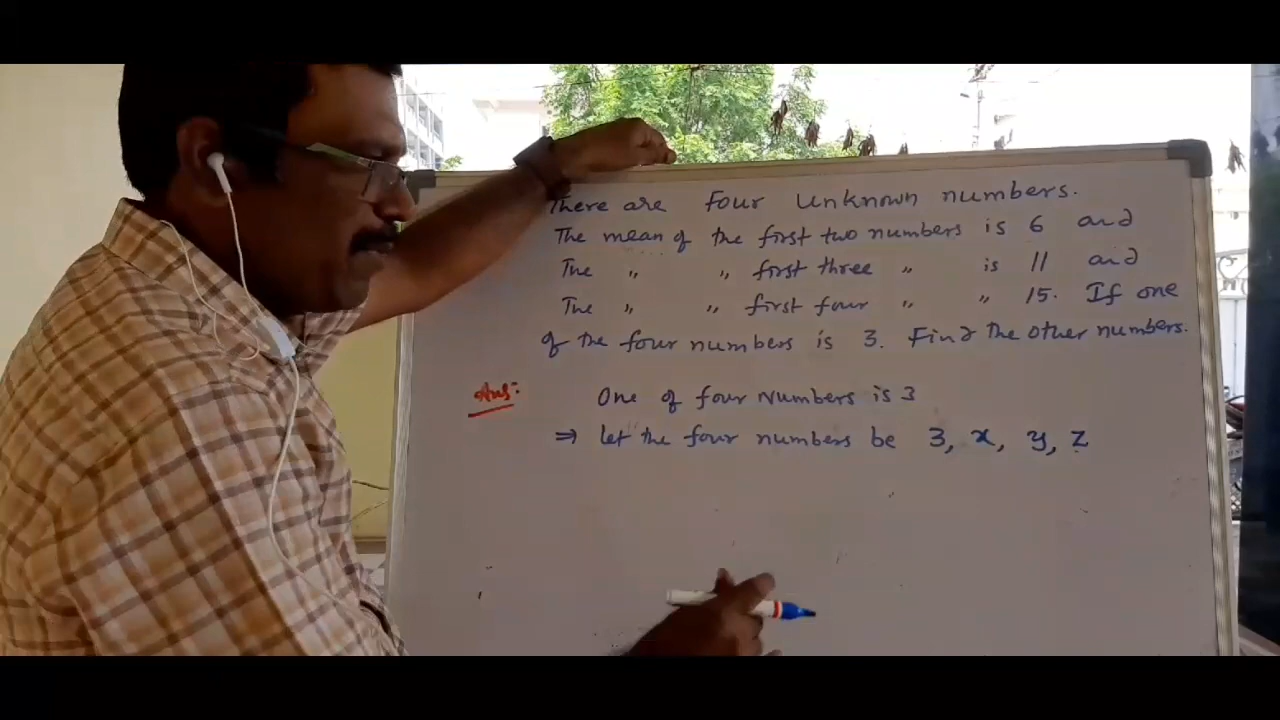 There are four unknown numbers.
The mean of the first two numbers is 6 and
The " " first three " is 11 and
The " " first four " " 15. If one
of the four numbers is 3. Find the other numbers.
Ans:
One of four numbers is 3
⇒ let the four numbers be 3, x, y, z